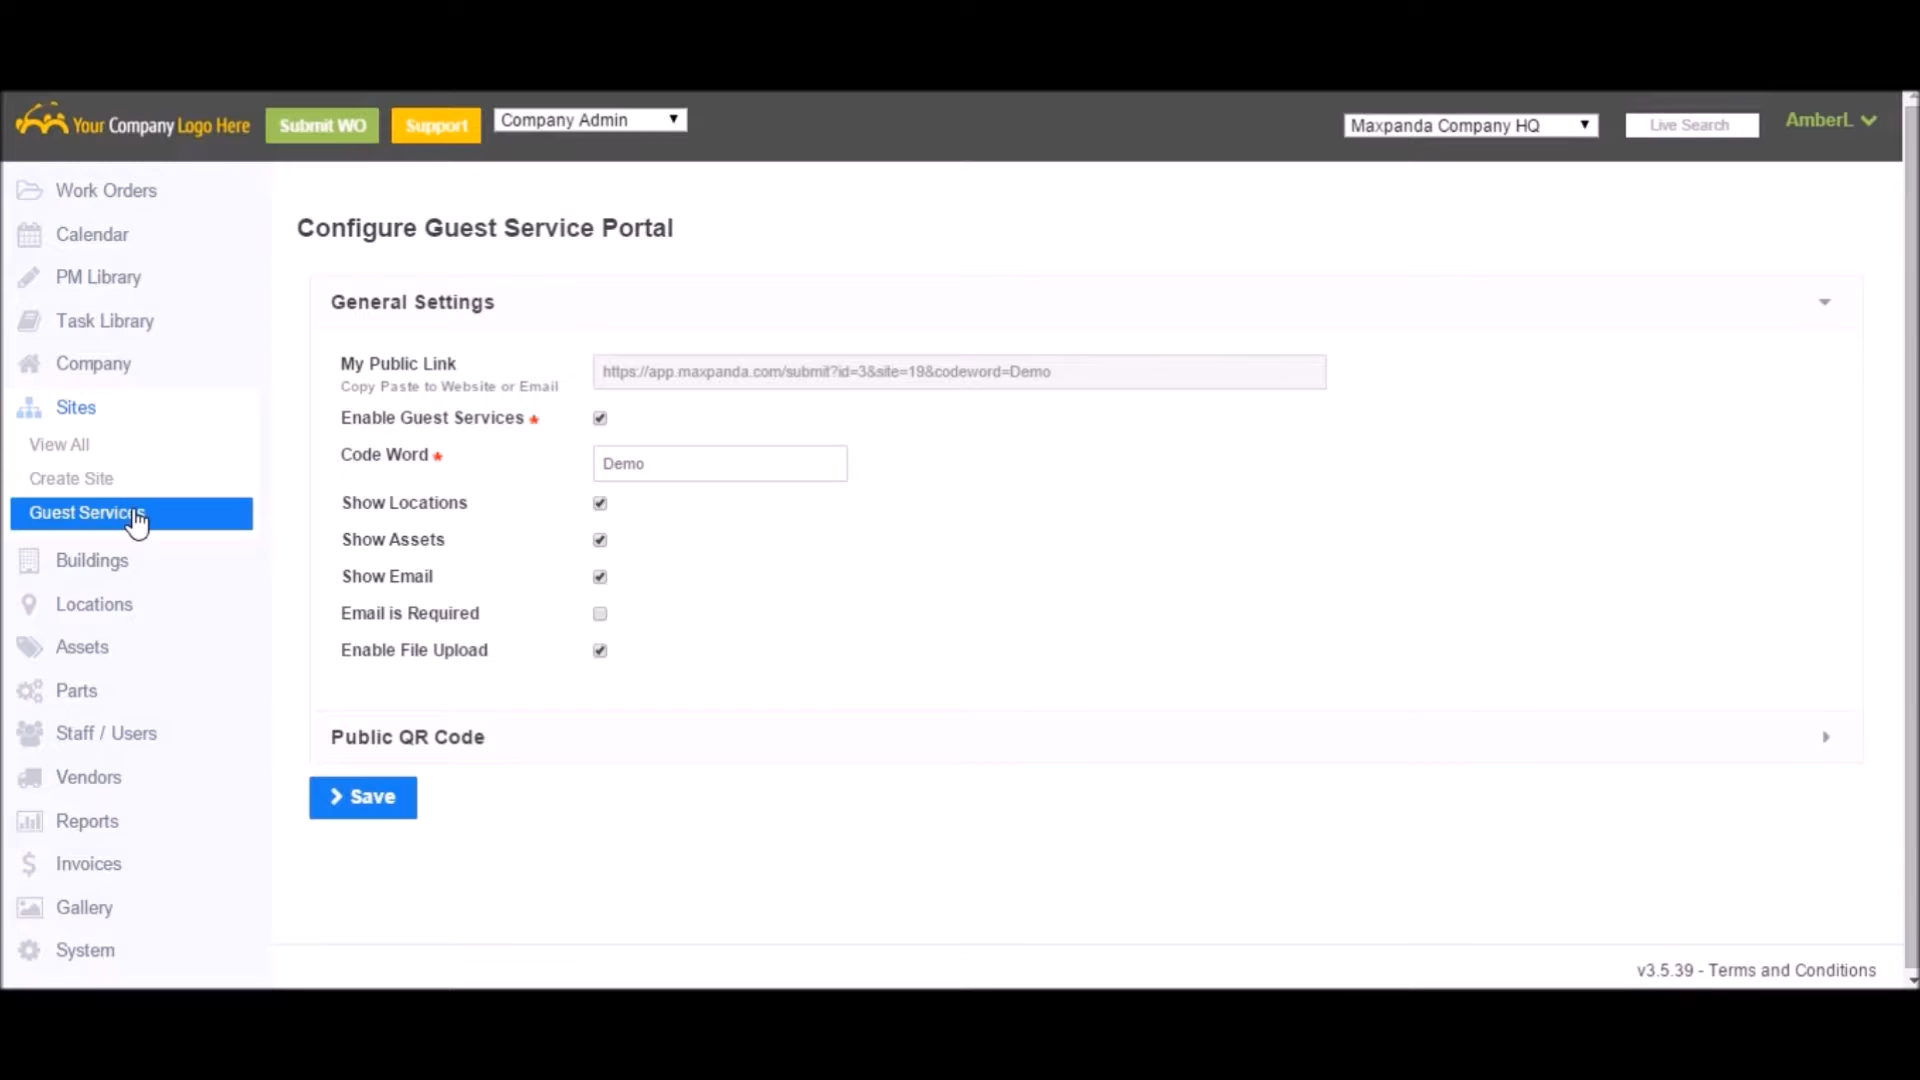 Your Company Logo Here
Submit WO
Support
Company Admin
Maxpanda Company HQ
Live Search
AmberL
Work Orders
Calendar
PM Library
Task Library
Company
Sites
View All
Create Site
Guest Services
Buildings
Locations
Assets
Parts
Staff / Users
Vendors
Reports
Invoices
Gallery
System
Configure Guest Service Portal
General Settings
My Public Link
Copy Paste to Website or Email
https://app.maxpanda.com/submit?id=3&site=19&codeword=Demo
Enable Guest Services *
Code Word *
Demo
Show Locations
Show Assets
Show Email
Email is Required
Enable File Upload
Public QR Code
Save
v3.5.39 - Terms and Conditions